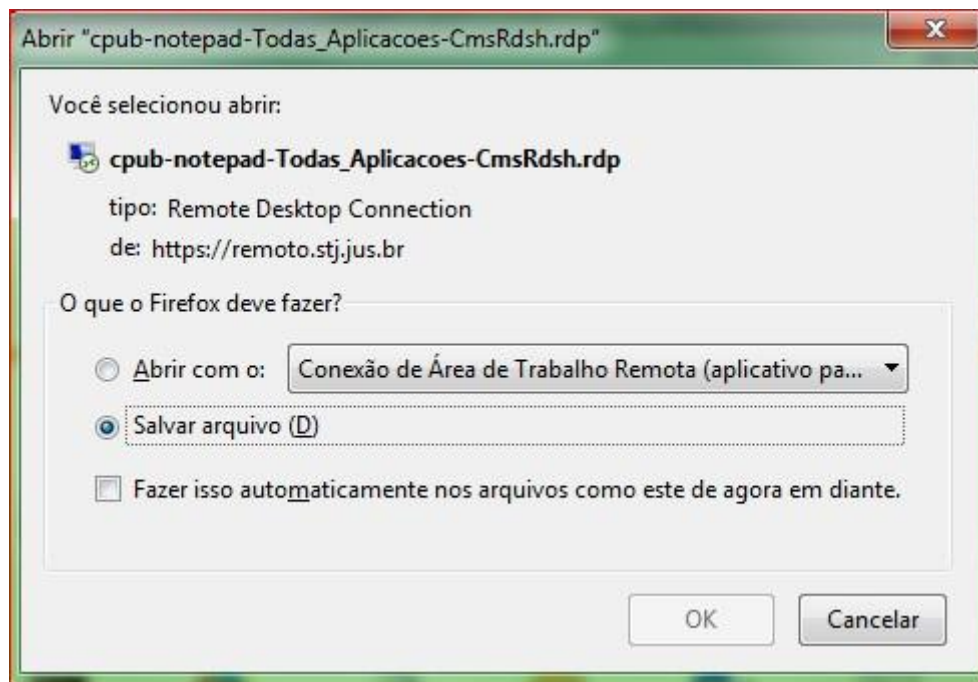 Abrir "cpub-notepad-Todas_Aplicacoes-CmsRdsh.rdp"
Você selecionou abrir:
cpub-notepad-Todas_Aplicacoes-CmsRdsh.rdp
tipo: Remote Desktop Connection
de: https://remoto.stj.jus.br
O que o Firefox deve fazer?
Abrir com o: Conexão de Área de Trabalho Remota (aplicativo pa...
Salvar arquivo (D)
Fazer isso automaticamente nos arquivos como este de agora em diante.
OK Cancelar